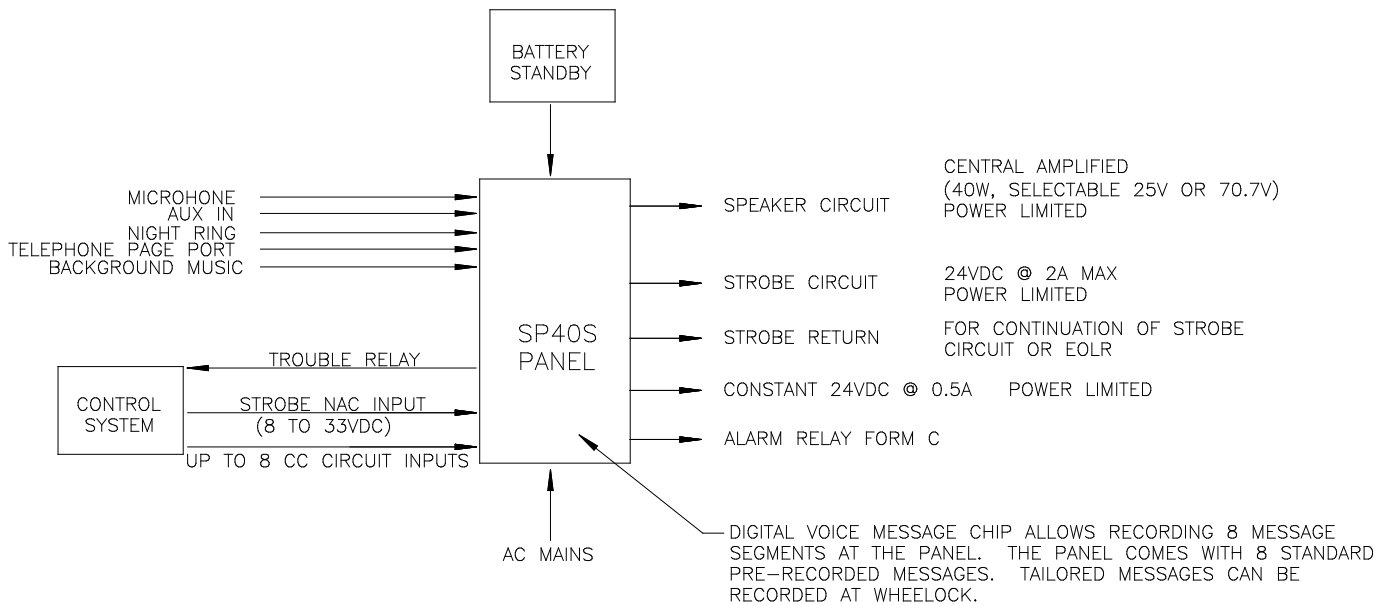 BATTERY
STANDBY
MICROHONE
AUX IN
NIGHT RING
TELEPHONE PAGE PORT
BACKGROUND MUSIC
TROUBLE RELAY
CONTROL
SYSTEM
STROBE NAC INPUT
(8 TO 33VDC)
UP TO 8 CC CIRCUIT INPUTS
SP40S
PANEL
AC MAINS
SPEAKER CIRCUIT
CENTRAL AMPLIFIED
(40W, SELECTABLE 25V OR 70.7V)
POWER LIMITED
STROBE CIRCUIT
24VDC @ 2A MAX
POWER LIMITED
STROBE RETURN
FOR CONTINUATION OF STROBE
CIRCUIT OR EOLR
CONSTANT 24VDC @ 0.5A POWER LIMITED
ALARM RELAY FORM C
DIGITAL VOICE MESSAGE CHIP ALLOWS RECORDING 8 MESSAGE
SEGMENTS AT THE PANEL. THE PANEL COMES WITH 8 STANDARD
PRE-RECORDED MESSAGES. TAILORED MESSAGES CAN BE
RECORDED AT WHEELOCK.